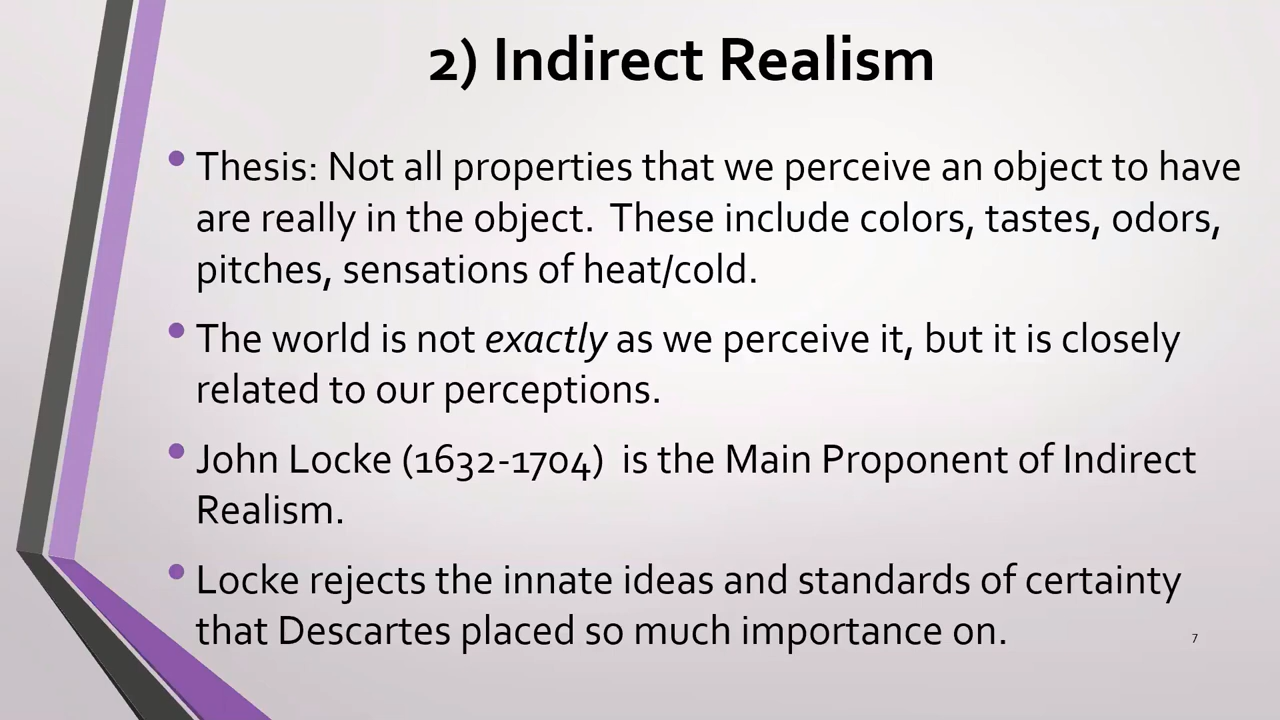 2) Indirect Realism
• Thesis: Not all properties that we perceive an object to have
are really in the object.  These include colors, tastes, odors,
pitches, sensations of heat/cold.
• The world is not exactly as we perceive it, but it is closely
related to our perceptions.
• John Locke (1632-1704)  is the Main Proponent of Indirect
Realism.
• Locke rejects the innate ideas and standards of certainty
that Descartes placed so much importance on.
7